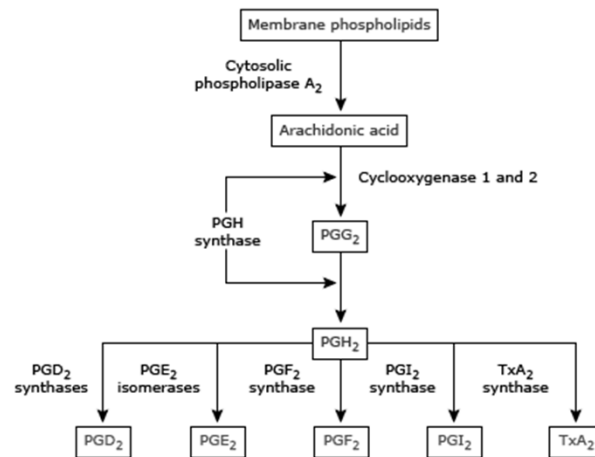 Membrane phospholipids
Cytosolic
phospholipase A₂
Arachidonic acid
Cyclooxygenase 1 and 2
PGH
synthase
PGG₂
PGH₂
PGD₂
synthases
PGE₂
isomerases
PGF₂
synthase
PGI₂
synthase
TxA₂
synthase
PGD₂
PGE₂
PGF₂
PGI₂
TxA₂